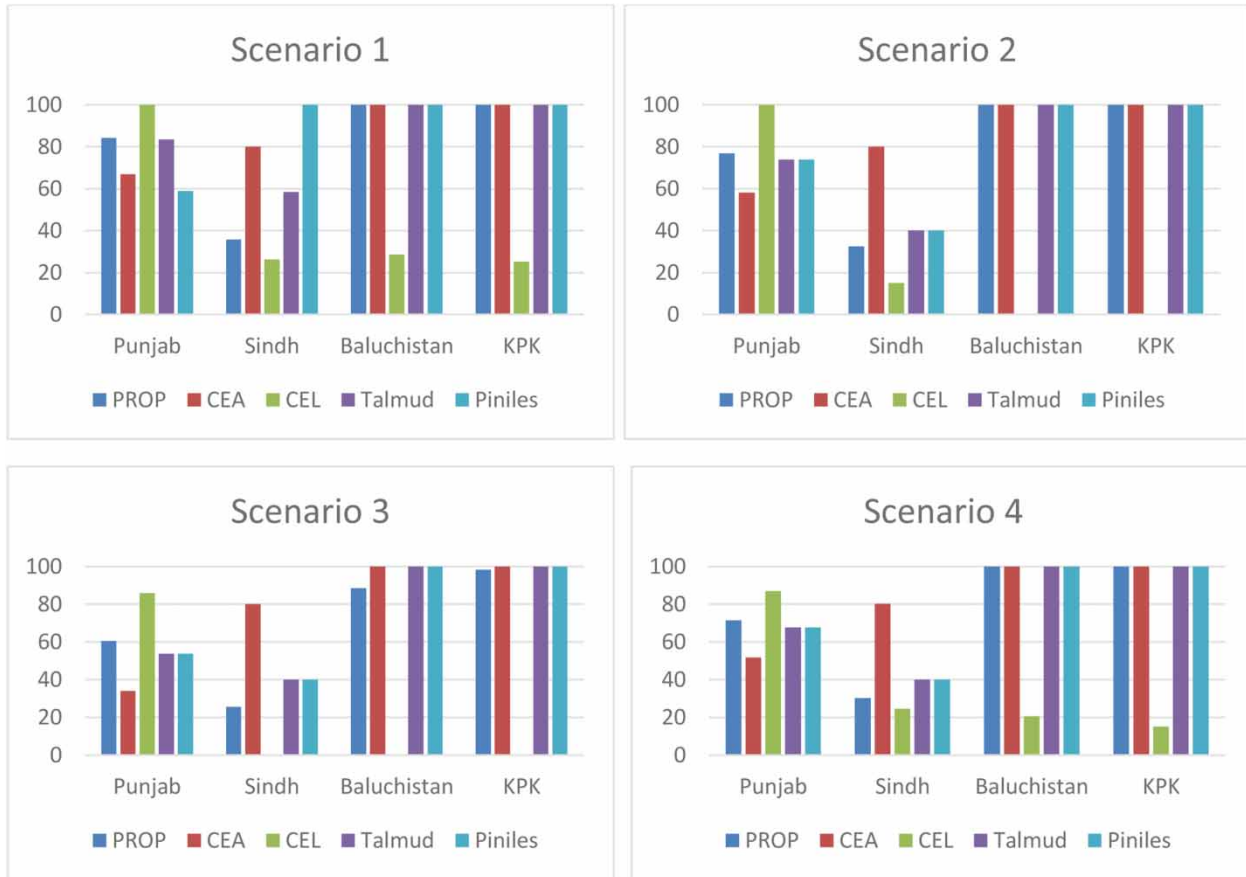 Scenario 1
100
80
60
40
20
0
Punjab Sindh Baluchistan KPK
PROP CEA CEL Talmud Piniles
Scenario 2
100
80
60
40
20
0
Punjab Sindh Baluchistan KPK
PROP CEA CEL Talmud Piniles
Scenario 3
100
80
60
40
20
0
Punjab Sindh Baluchistan KPK
PROP CEA CEL Talmud Piniles
Scenario 4
100
80
60
40
20
0
Punjab Sindh Baluchistan KPK
PROP CEA CEL Talmud Piniles